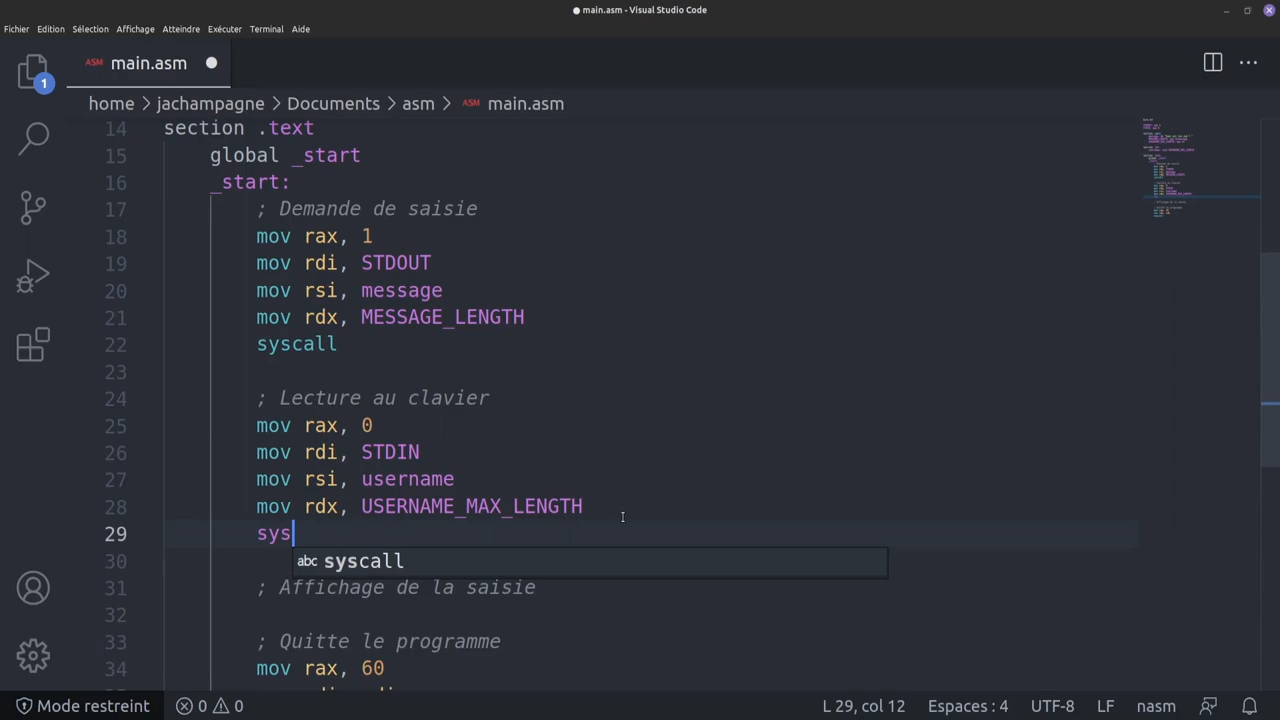 main.asm - Visual Studio Code
Fichier Edition Sélection Affichage Atteindre Exécuter Terminal Aide
1
ASM main.asm
home > jachampagne > Documents > asm > ASM main.asm
14 section .text
15 global _start
16 _start:
17 ; Demande de saisie
18 mov rax, 1
19 mov rdi, STDOUT
20 mov rsi, message
21 mov rdx, MESSAGE_LENGTH
22 syscall
23
24 ; Lecture au clavier
25 mov rax, 0
26 mov rdi, STDIN
27 mov rsi, username
28 mov rdx, USERNAME_MAX_LENGTH
29 sys
abc syscall
30
31 ; Affichage de la saisie
32
33 ; Quitte le programme
34 mov rax, 60
Mode restreint 0 0 L 29, col 12 Espaces : 4 UTF-8 LF nasm